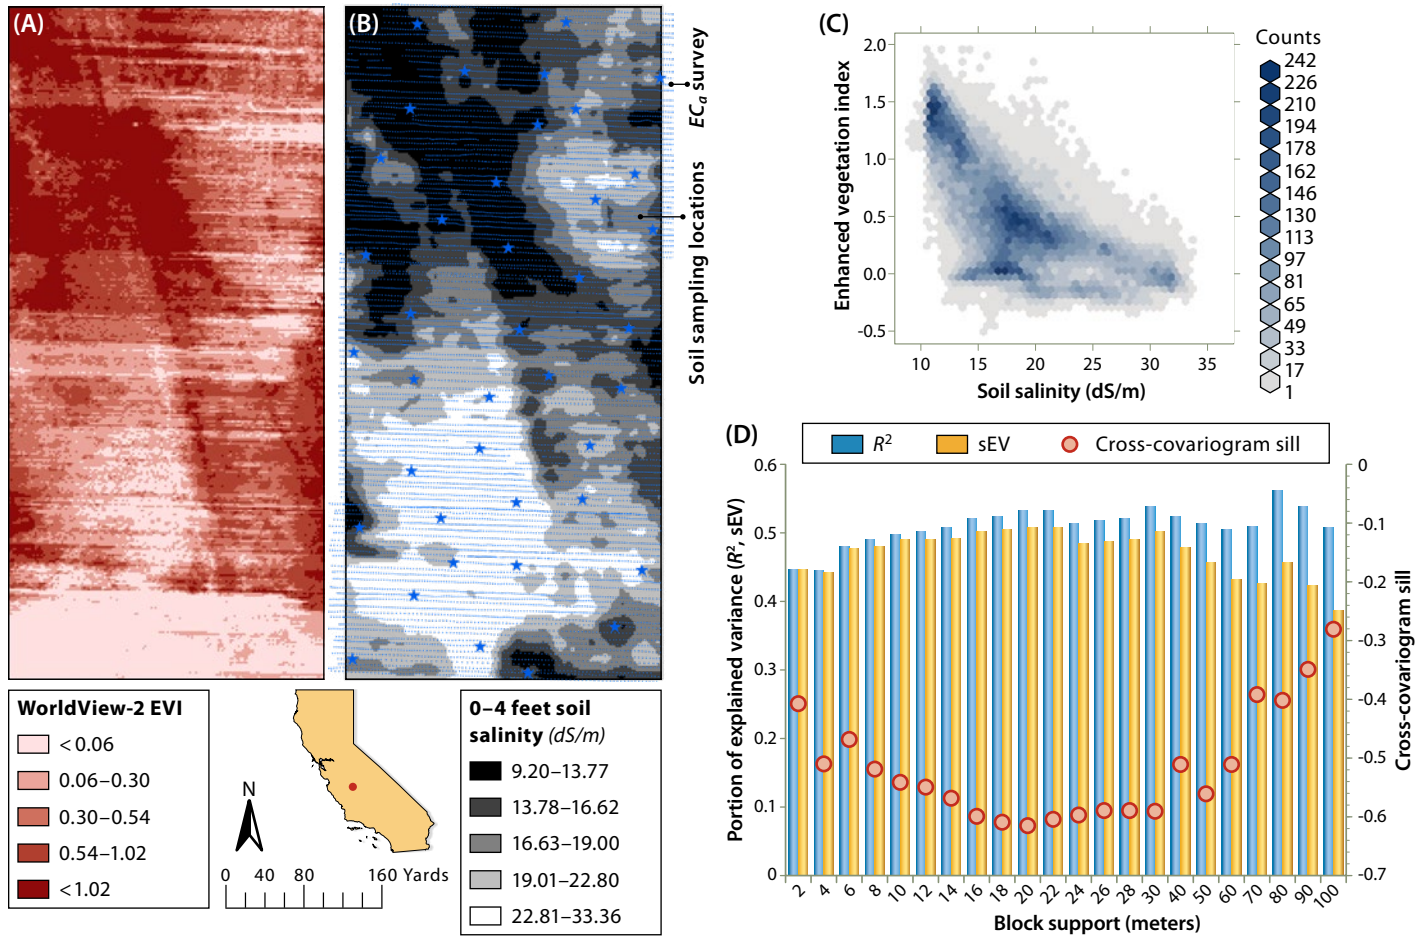 (A)
(B)
ECa survey
Soil sampling locations
WorldView-2 EVI
< 0.06
0.06–0.30
0.30–0.54
0.54–1.02
<1.02
N
0 40 80 160 Yards
0–4 feet soil
salinity (dS/m)
9.20–13.77
13.78–16.62
16.63–19.00
19.01–22.80
22.81–33.36
(C)
Enhanced vegetation index
2.0
1.5
1.0
0.5
0.0
-0.5
10 15 20 25 30 35
Soil salinity (dS/m)
Counts
242
226
210
194
178
162
146
130
113
97
81
65
49
33
17
1
(D)
R² sEV Cross-covariogram sill
Portion of explained variance (R², sEV)
0.6
0.5
0.4
0.3
0.2
0.1
0
0
-0.1
-0.2
-0.3
-0.4
-0.5
-0.6
-0.7
Cross-covariogram sill
2 4 6 8 10 12 14 16 18 20 22 24 26 28 30 40 50 60 70 80 90 100
Block support (meters)